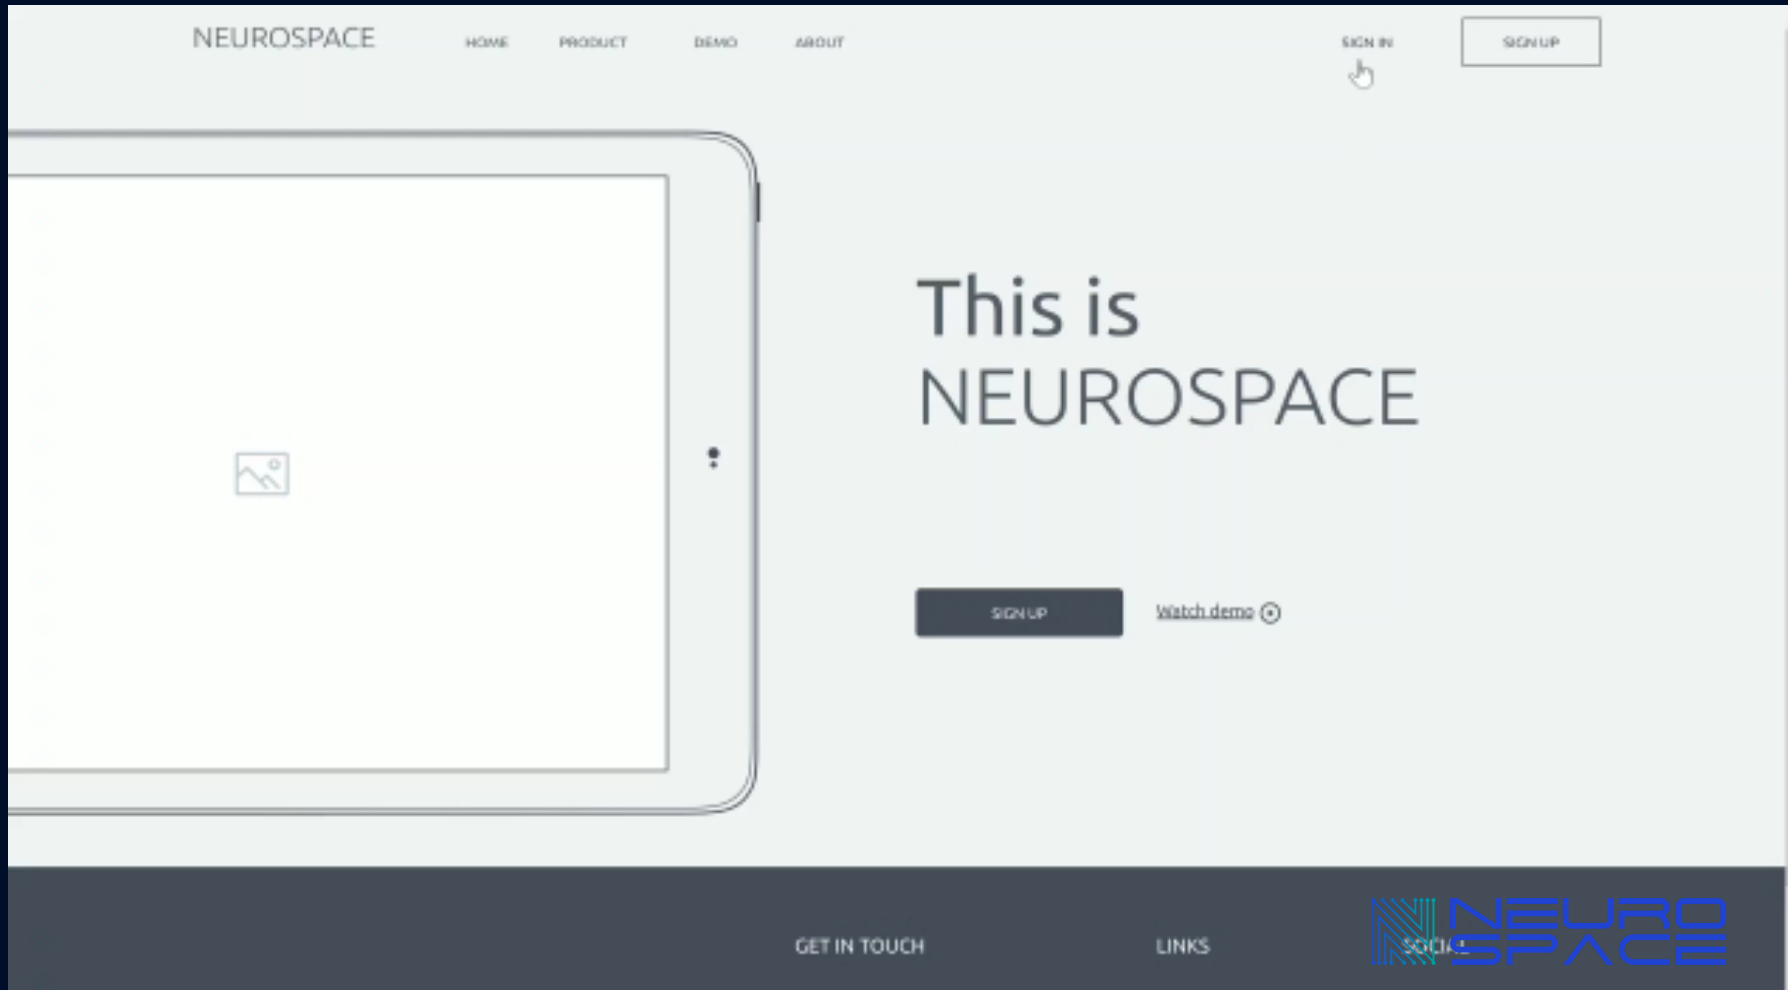 NEUROSPACE
HOME PRODUCT DEMO ABOUT
SIGN IN SIGN UP
This is
NEUROSPACE
SIGN UP Watch demo
GET IN TOUCH LINKS SOCIAL
NEURO
SPACE